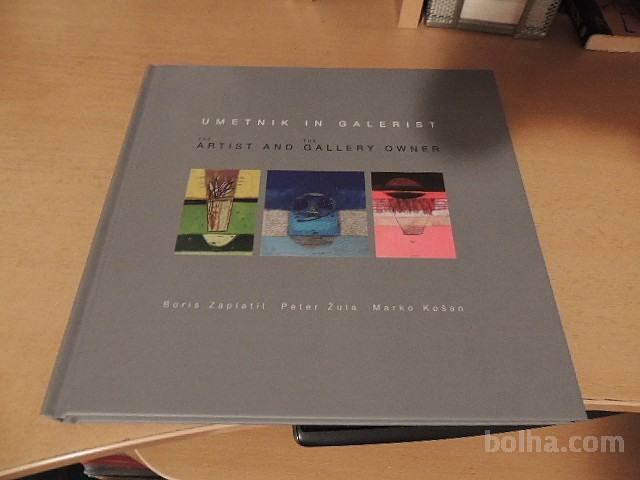 UMETNIK IN GALERIST
THE ARTIST AND THE GALLERY OWNER
Boris Zaplatil Peter Žula Marko Košan
bolha.com